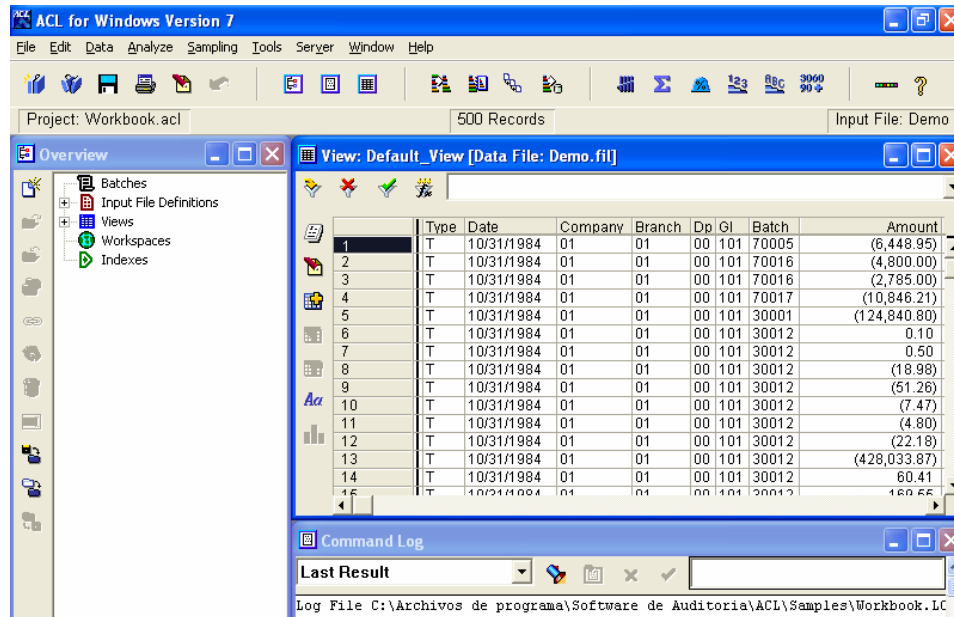 ACL for Windows Version 7
File Edit Data Analyze Sampling Tools Server Window Help
Project: Workbook.acl 500 Records Input File: Demo
Overview
Batches
Input File Definitions
Views
Workspaces
Indexes
View: Default_View [Data File: Demo.fil]
Type Date Company Branch Dp Gl Batch Amount
1 T 10/31/1984 01 01 00 101 70005 (6,448.95)
2 T 10/31/1984 01 01 00 101 70016 (4,800.00)
3 T 10/31/1984 01 01 00 101 70016 (2,785.00)
4 T 10/31/1984 01 01 00 101 70017 (10,846.21)
5 T 10/31/1984 01 01 00 101 30001 (124,840.80)
6 T 10/31/1984 01 01 00 101 30012 0.10
7 T 10/31/1984 01 01 00 101 30012 0.50
8 T 10/31/1984 01 01 00 101 30012 (18.98)
9 T 10/31/1984 01 01 00 101 30012 (51.26)
10 T 10/31/1984 01 01 00 101 30012 (7.47)
11 T 10/31/1984 01 01 00 101 30012 (4.80)
12 T 10/31/1984 01 01 00 101 30012 (22.18)
13 T 10/31/1984 01 01 00 101 30012 (428,033.87)
14 T 10/31/1984 01 01 00 101 30012 60.41
15 T 10/31/1984 01 01 00 101 30012 169.55
Command Log
Last Result
Log File C:\Archivos de programa\Software de Auditoria\ACL\Samples\Workbook.LO